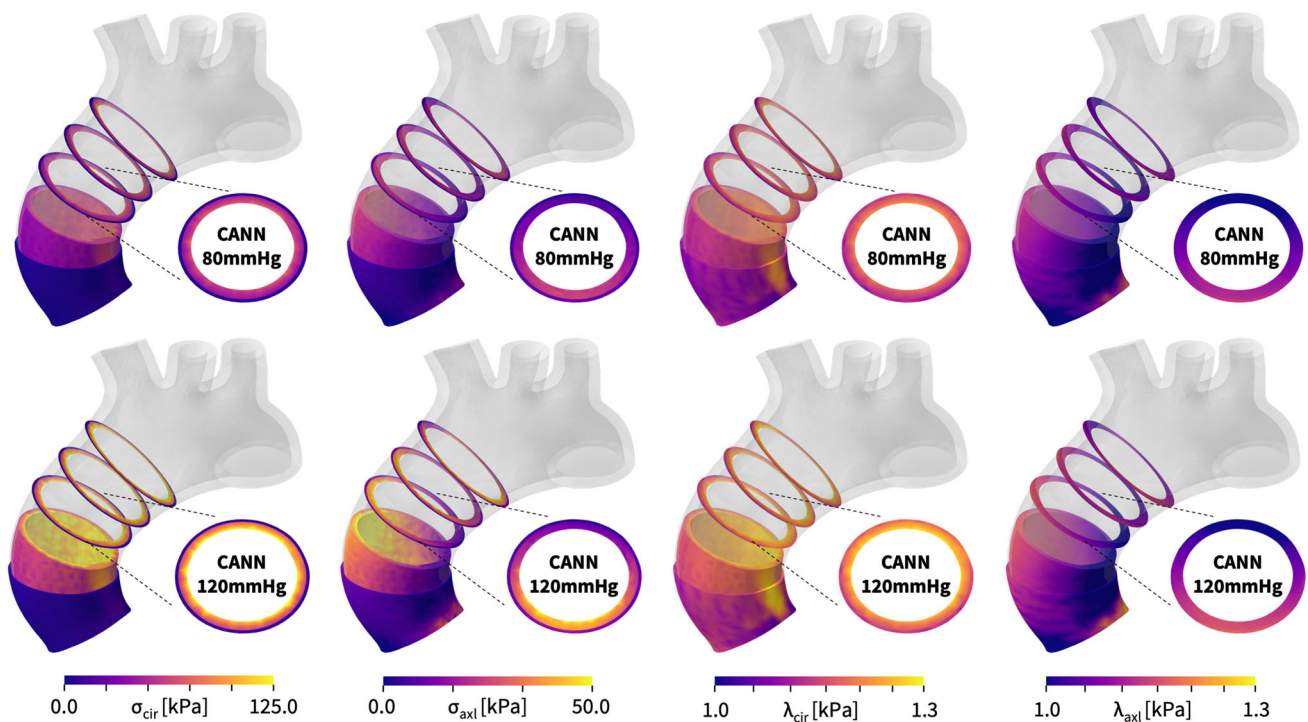 CANN
80mmHg
CANN
80mmHg
CANN
80mmHg
CANN
80mmHg
CANN
120mmHg
CANN
120mmHg
CANN
120mmHg
CANN
120mmHg
0.0 σcir [kPa] 125.0
0.0 σaxl [kPa] 50.0
1.0 λcir [kPa] 1.3
1.0 λaxl [kPa] 1.3